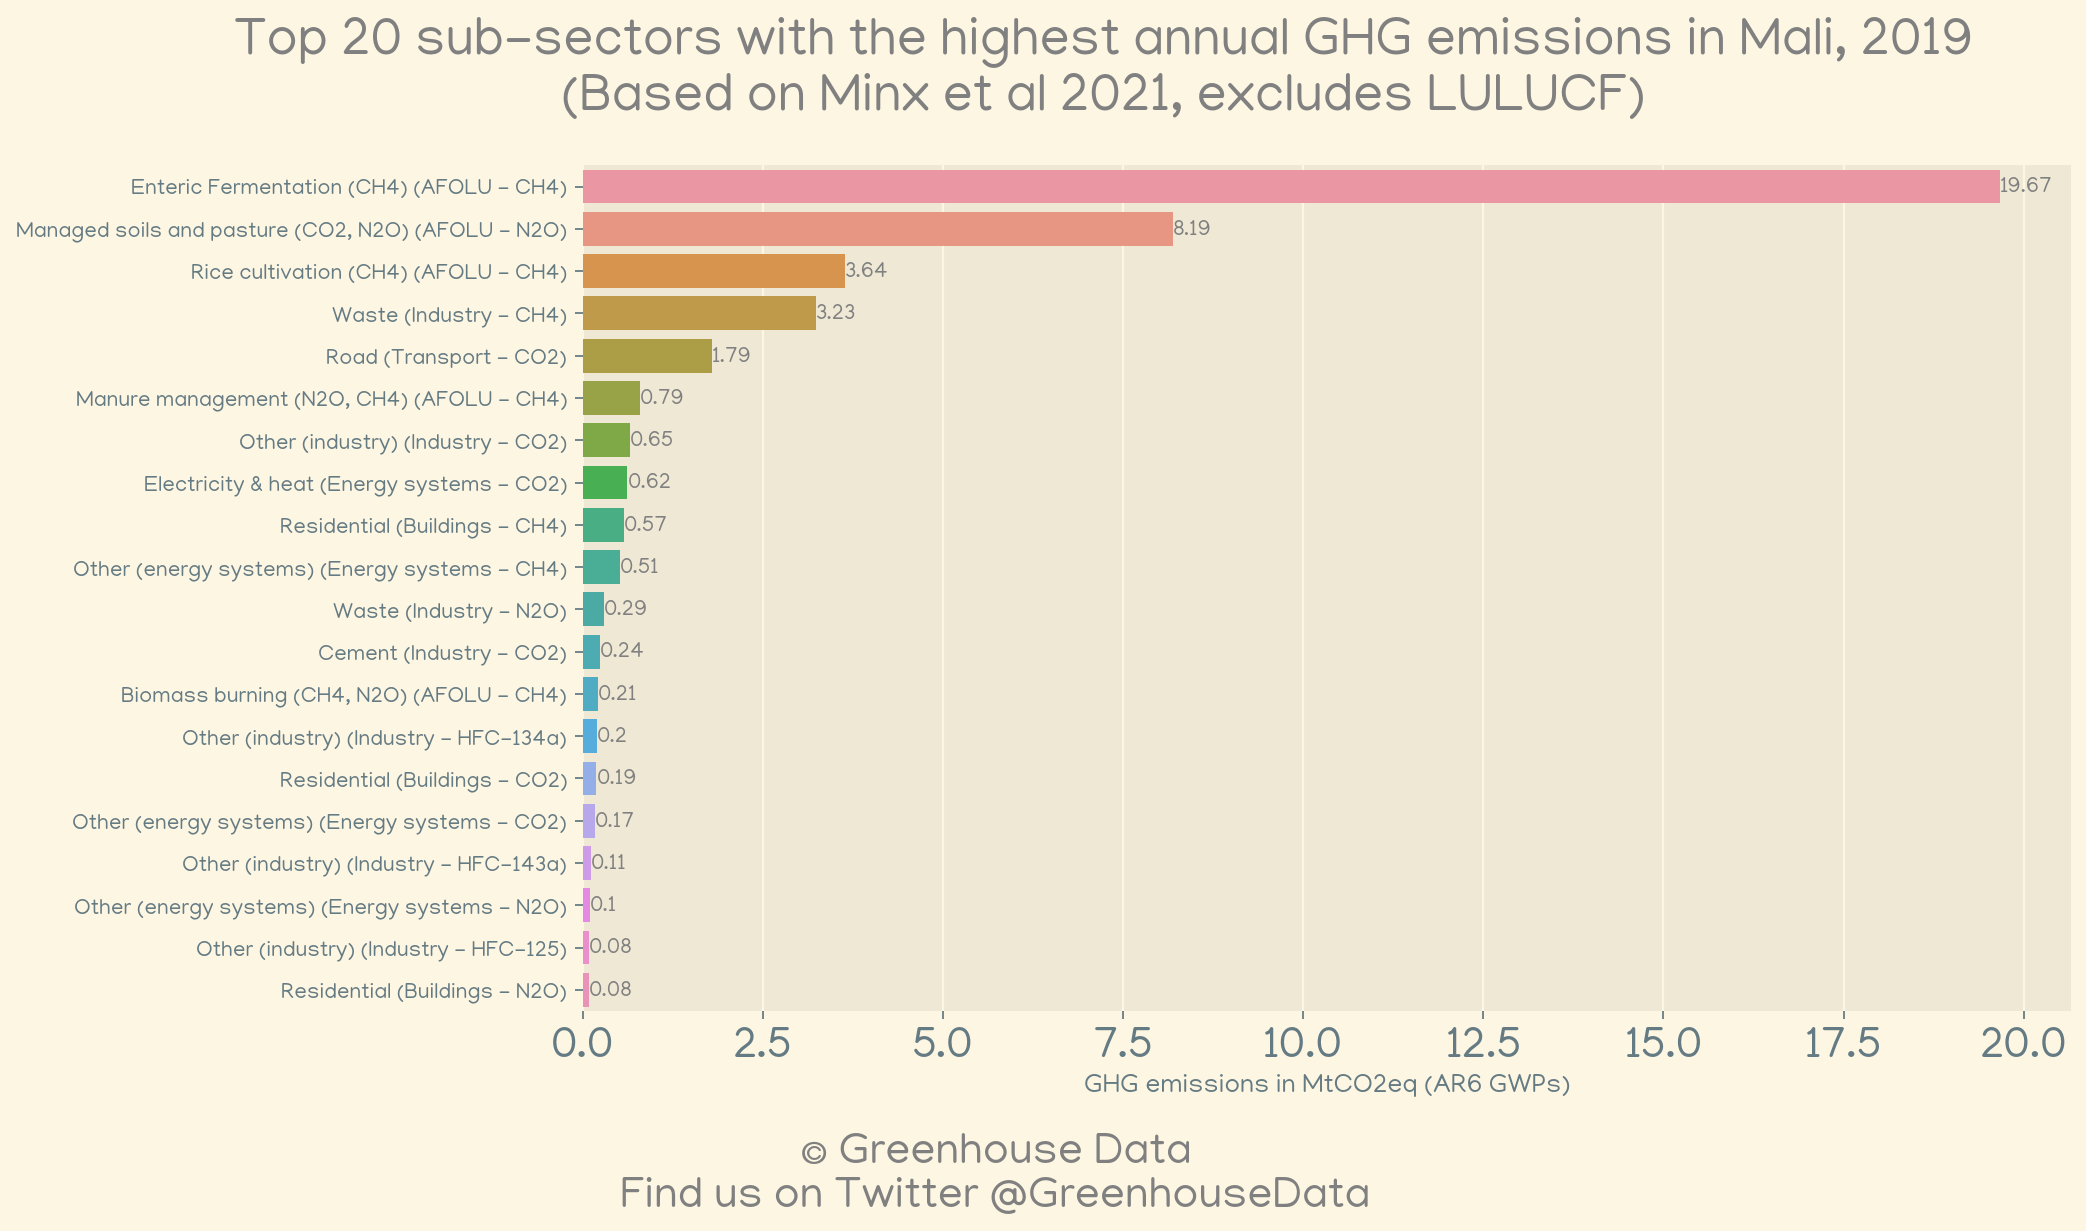 Top 20 sub-sectors with the highest annual GHG emissions in Mali, 2019
(Based on Minx et al 2021, excludes LULUCF)
Enteric Fermentation (CH4) (AFOLU - CH4) 19.67
Managed soils and pasture (CO2, N2O) (AFOLU - N2O) 8.19
Rice cultivation (CH4) (AFOLU - CH4) 3.64
Waste (Industry - CH4) 3.23
Road (Transport - CO2) 1.79
Manure management (N2O, CH4) (AFOLU - CH4) 0.79
Other (industry) (Industry - CO2) 0.65
Electricity & heat (Energy systems - CO2) 0.62
Residential (Buildings - CH4) 0.57
Other (energy systems) (Energy systems - CH4) 0.51
Waste (Industry - N2O) 0.29
Cement (Industry - CO2) 0.24
Biomass burning (CH4, N2O) (AFOLU - CH4) 0.21
Other (industry) (Industry - HFC-134a) 0.2
Residential (Buildings - CO2) 0.19
Other (energy systems) (Energy systems - CO2) 0.17
Other (industry) (Industry - HFC-143a) 0.11
Other (energy systems) (Energy systems - N2O) 0.1
Other (industry) (Industry - HFC-125) 0.08
Residential (Buildings - N2O) 0.08
0.0 2.5 5.0 7.5 10.0 12.5 15.0 17.5 20.0
GHG emissions in MtCO2eq (AR6 GWPs)
© Greenhouse Data
Find us on Twitter @GreenhouseData